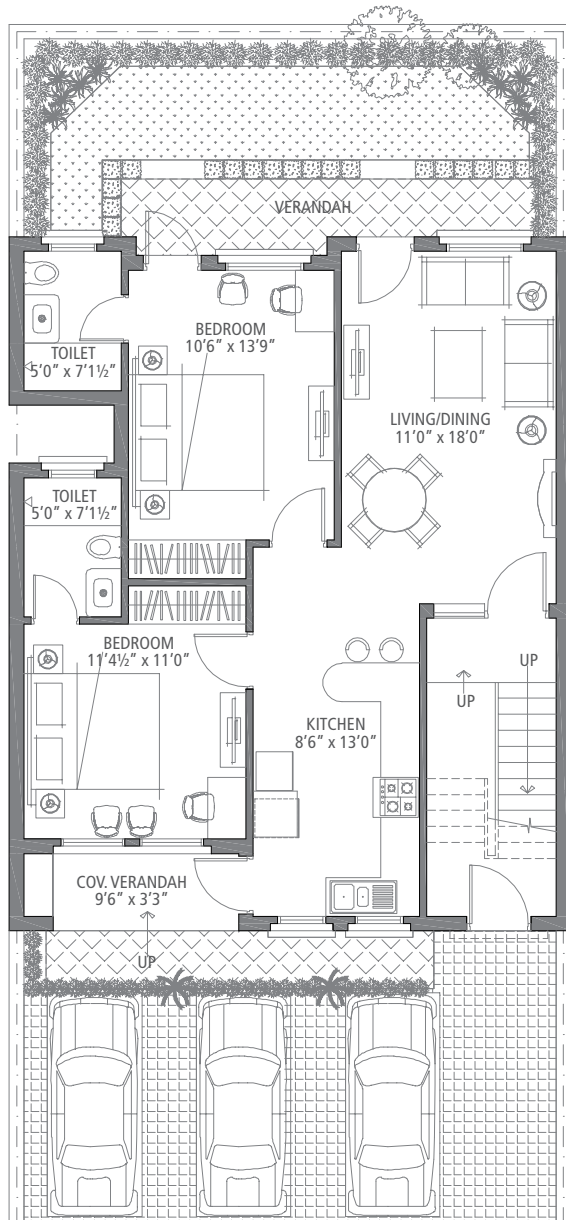 VERANDAH
BEDROOM
10’6” x 13’9”
TOILET
5’0” x 7’1½”
LIVING/DINING
11’0” x 18’0”
TOILET
5’0” x 7’1½”
BEDROOM
11’4½” x 11’0”
UP
UP
KITCHEN
8’6” x 13’0”
COV. VERANDAH
9’6” x 3’3”
UP